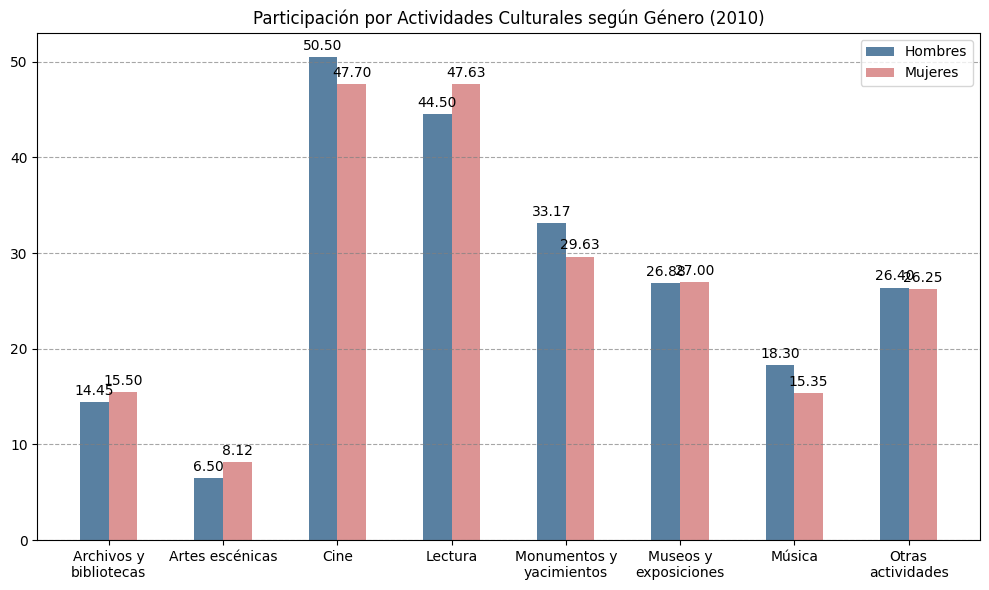 Participación por Actividades Culturales según Género (2010)
Hombres
Mujeres
50
40
30
20
10
0
14.45
15.50
6.50
8.12
50.50
47.70
44.50
47.63
33.17
29.63
26.88
27.00
18.30
15.35
26.40
26.25
Archivos y
bibliotecas
Artes escénicas
Cine
Lectura
Monumentos y
yacimientos
Museos y
exposiciones
Música
Otras
actividades